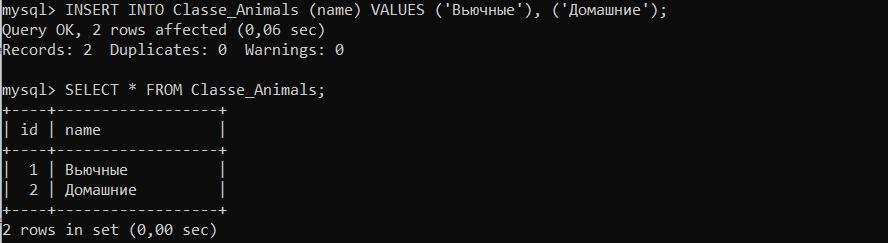 mysql> INSERT INTO Classe_Animals (name) VALUES ('Вьючные'), ('Домашние');
Query OK, 2 rows affected (0,06 sec)
Records: 2  Duplicates: 0  Warnings: 0

mysql> SELECT * FROM Classe_Animals;
+----+------------------+
| id | name             |
+----+------------------+
|  1 | Вьючные          |
|  2 | Домашние         |
+----+------------------+
2 rows in set (0,00 sec)